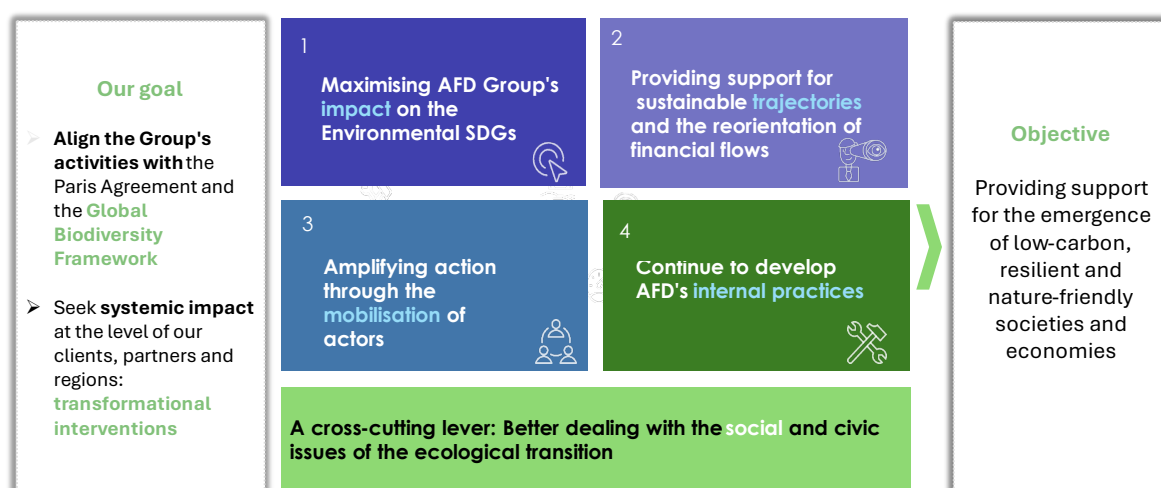 Our goal
➢ Align the Group's
activities with the
Paris Agreement and
the Global
Biodiversity
Framework
➢ Seek systemic impact
at the level of our
clients, partners and
regions:
transformational
interventions
1
Maximising AFD Group's
impact on the
Environmental SDGs
2
Providing support for
sustainable trajectories
and the reorientation of
financial flows
3
Amplifying action
through the
mobilisation of
actors
4
Continue to develop
AFD's internal practices
A cross-cutting lever: Better dealing with the social and civic
issues of the ecological transition
Objective
Providing support
for the emergence
of low-carbon,
resilient and
nature-friendly
societies and
economies